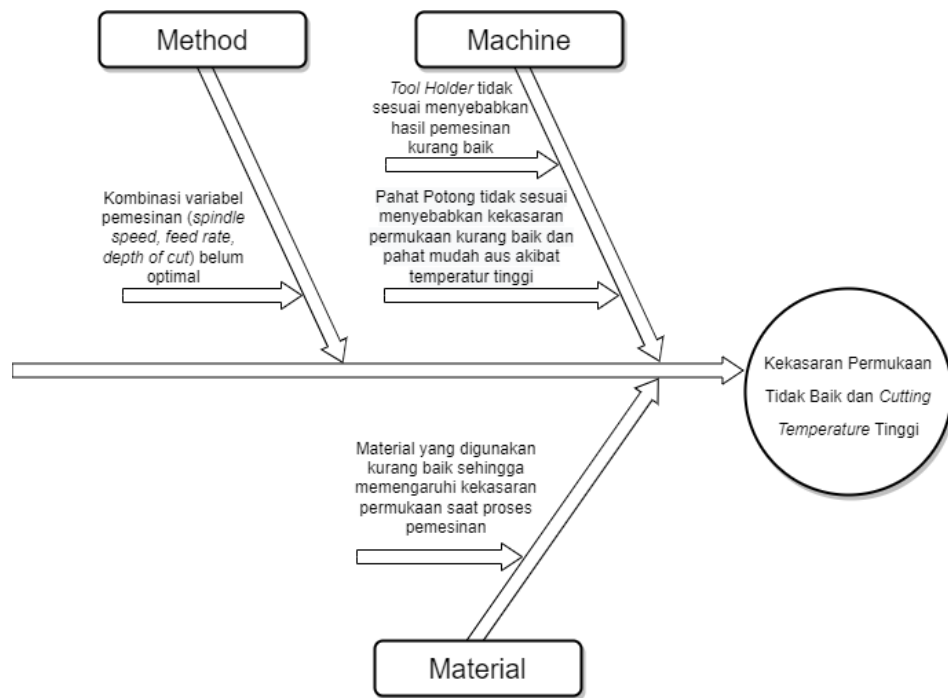 Method
Machine
Tool Holder tidak
sesuai menyebabkan
hasil pemesinan
kurang baik
Kombinasi variabel
pemesinan (spindle
speed, feed rate,
depth of cut) belum
optimal
Pahat Potong tidak sesuai
menyebabkan kekasaran
permukaan kurang baik dan
pahat mudah aus akibat
temperatur tinggi
Kekasaran Permukaan
Tidak Baik dan Cutting
Temperature Tinggi
Material yang digunakan
kurang baik sehingga
memengaruhi kekasaran
permukaan saat proses
pemesinan
Material